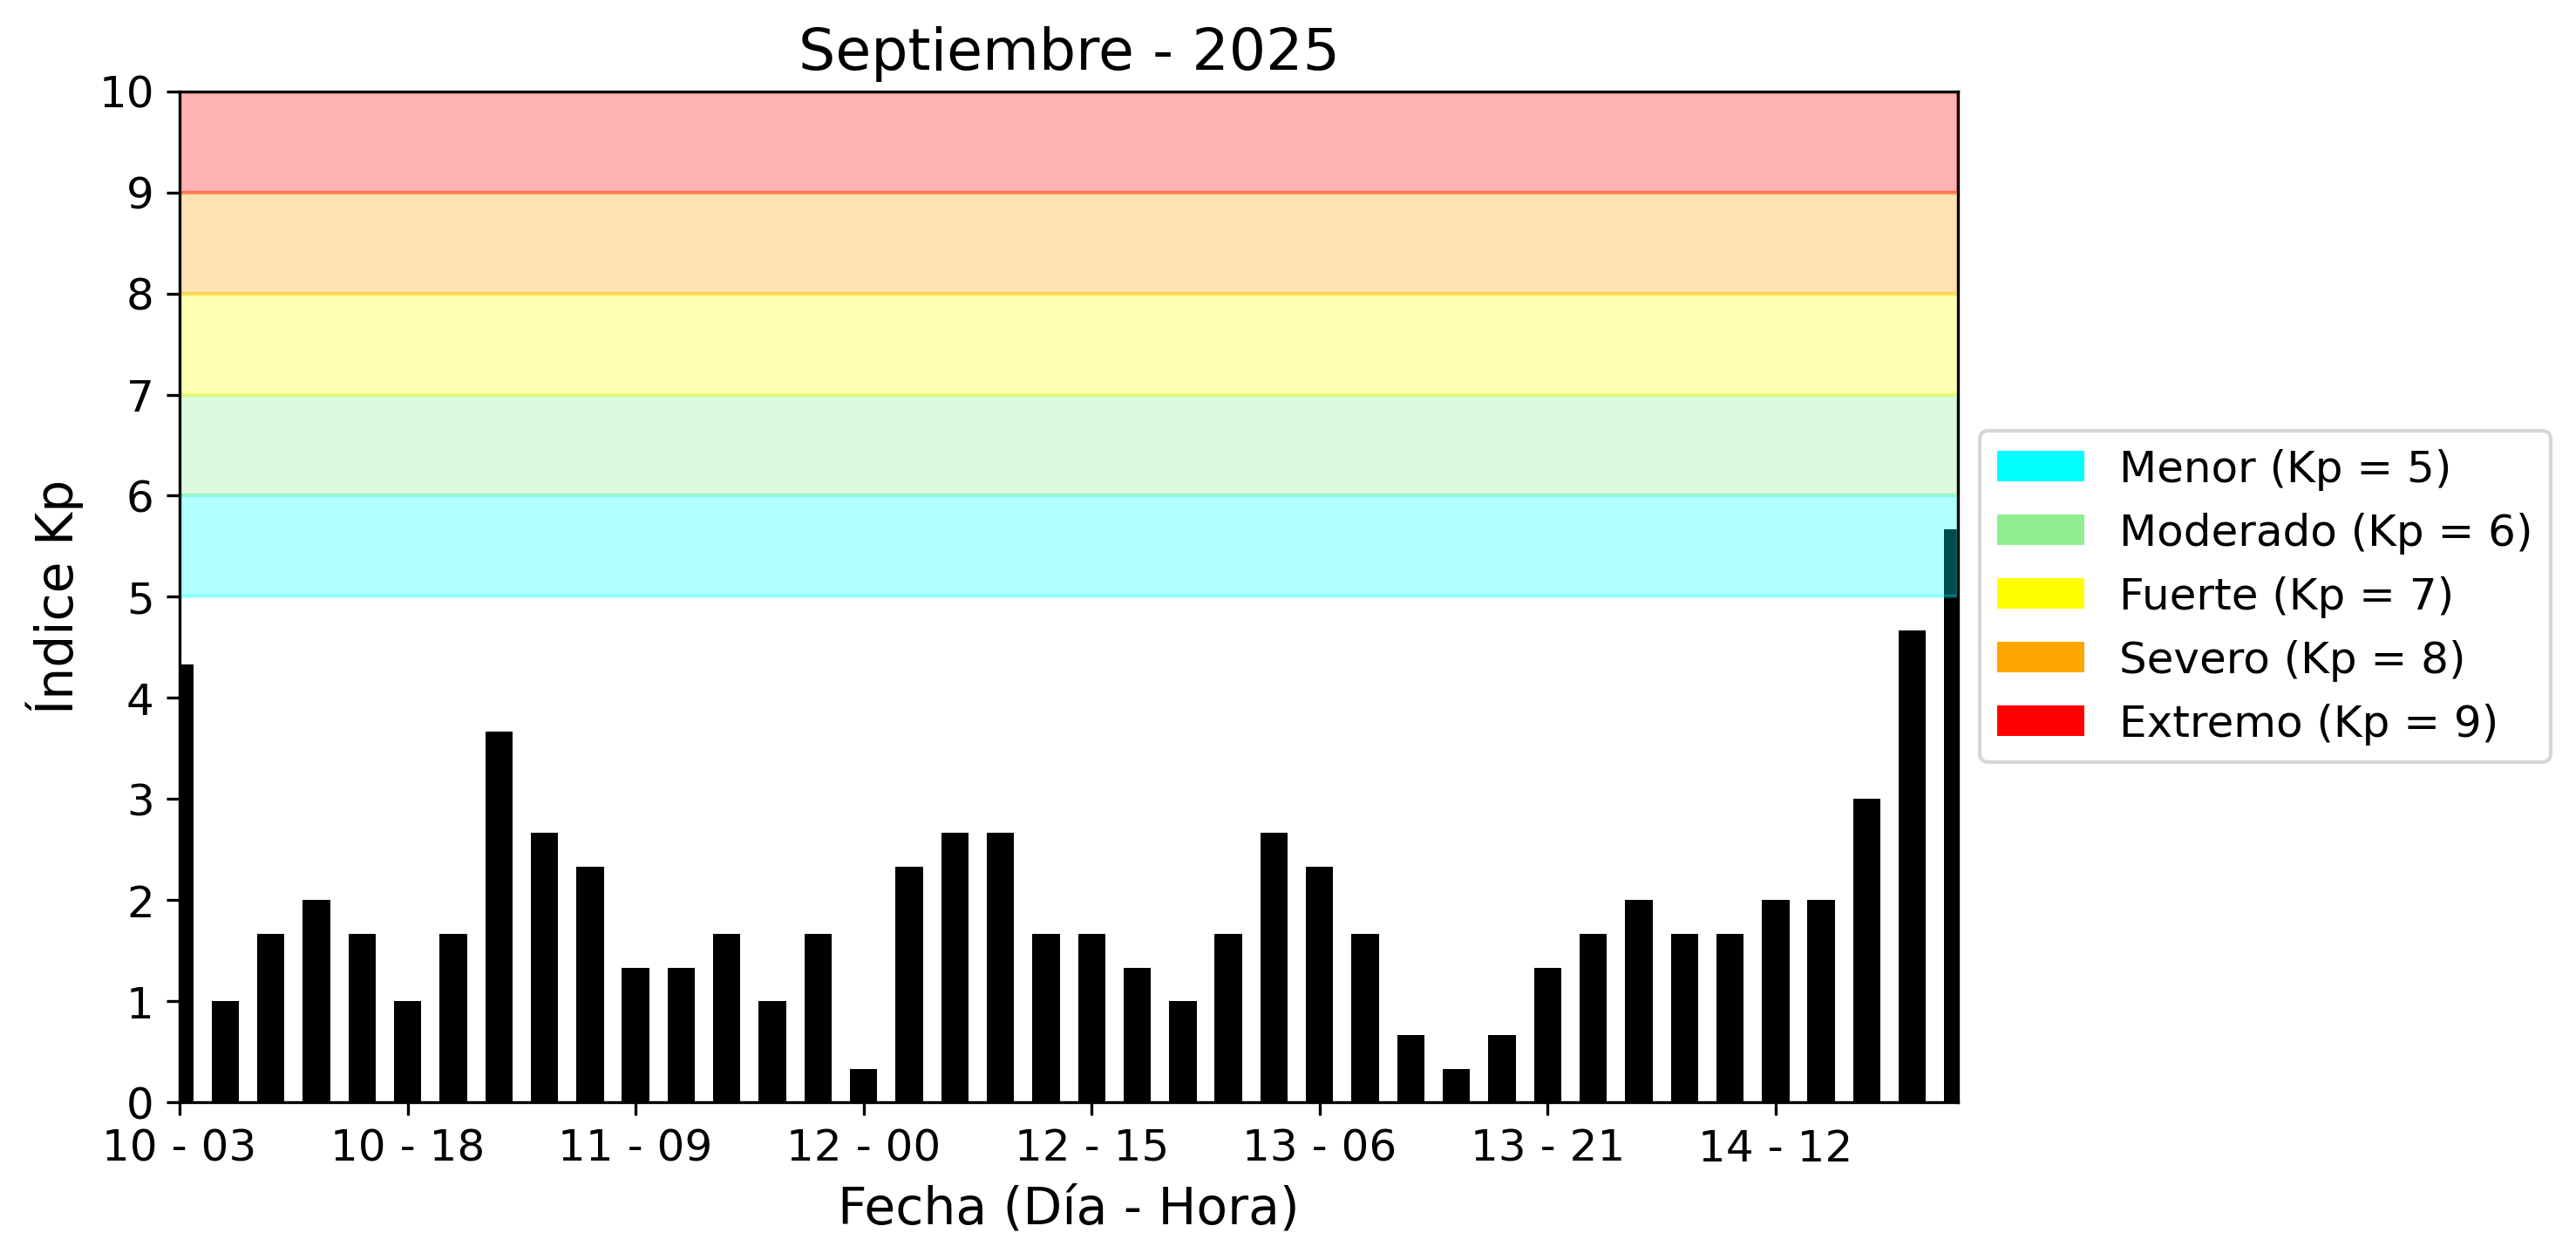 Septiembre - 2025
10
9
8
7
6
5
4
3
2
1
0
Índice Kp
10 - 03
10 - 18
11 - 09
12 - 00
12 - 15
13 - 06
13 - 21
14 - 12
Fecha (Día - Hora)
Menor (Kp = 5)
Moderado (Kp = 6)
Fuerte (Kp = 7)
Severo (Kp = 8)
Extremo (Kp = 9)